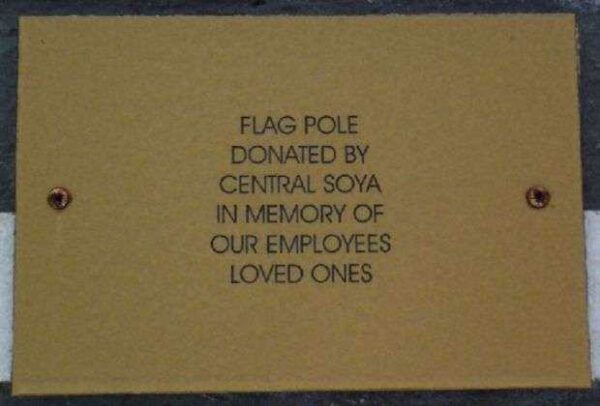 FLAG POLE
DONATED BY
CENTRAL SOYA
IN MEMORY OF
OUR EMPLOYEES
LOVED ONES